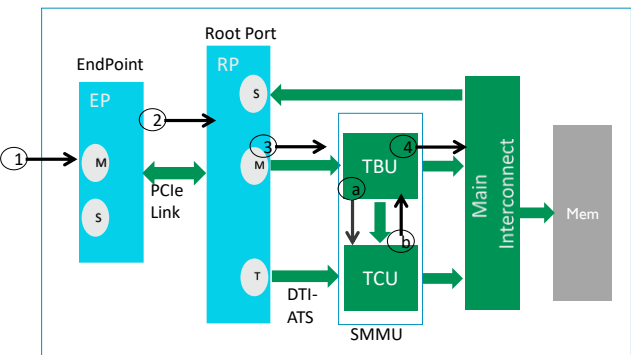 Root Port
EndPoint
RP
EP
S
2
3
4
1
M
M
TBU
PCIe
Link
a
S
Main
Interconnect
Mem
b
T
TCU
DTI-
ATS
SMMU